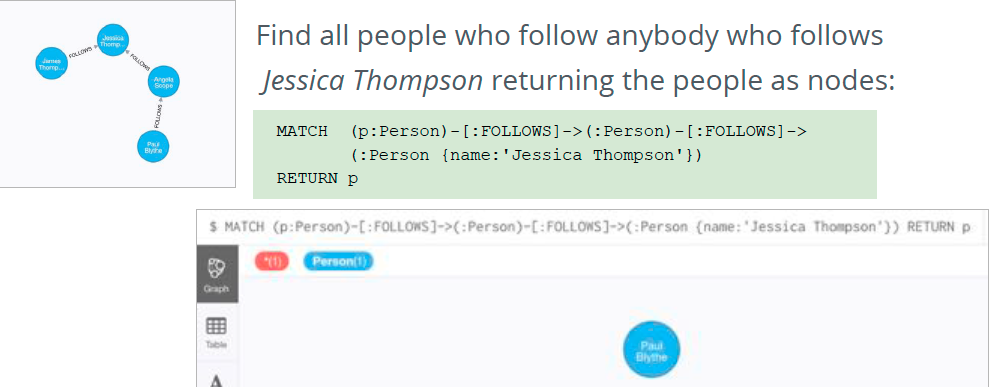 Jessica
Thomp...
James
Thomp...
FOLLOWS
FOLLOWS
Angela
Scope
FOLLOWS
Paul
Blythe
Find all people who follow anybody who follows
Jessica Thompson returning the people as nodes:
MATCH (p:Person)-[:FOLLOWS]->(:Person)-[:FOLLOWS]->
(:Person {name:'Jessica Thompson'})
RETURN p
$ MATCH (p:Person)-[:FOLLOWS]->(:Person)-[:FOLLOWS]->(:Person {name:'Jessica Thompson'}) RETURN p
*(1) Person(1)
Graph
Table
A
Paul
Blythe